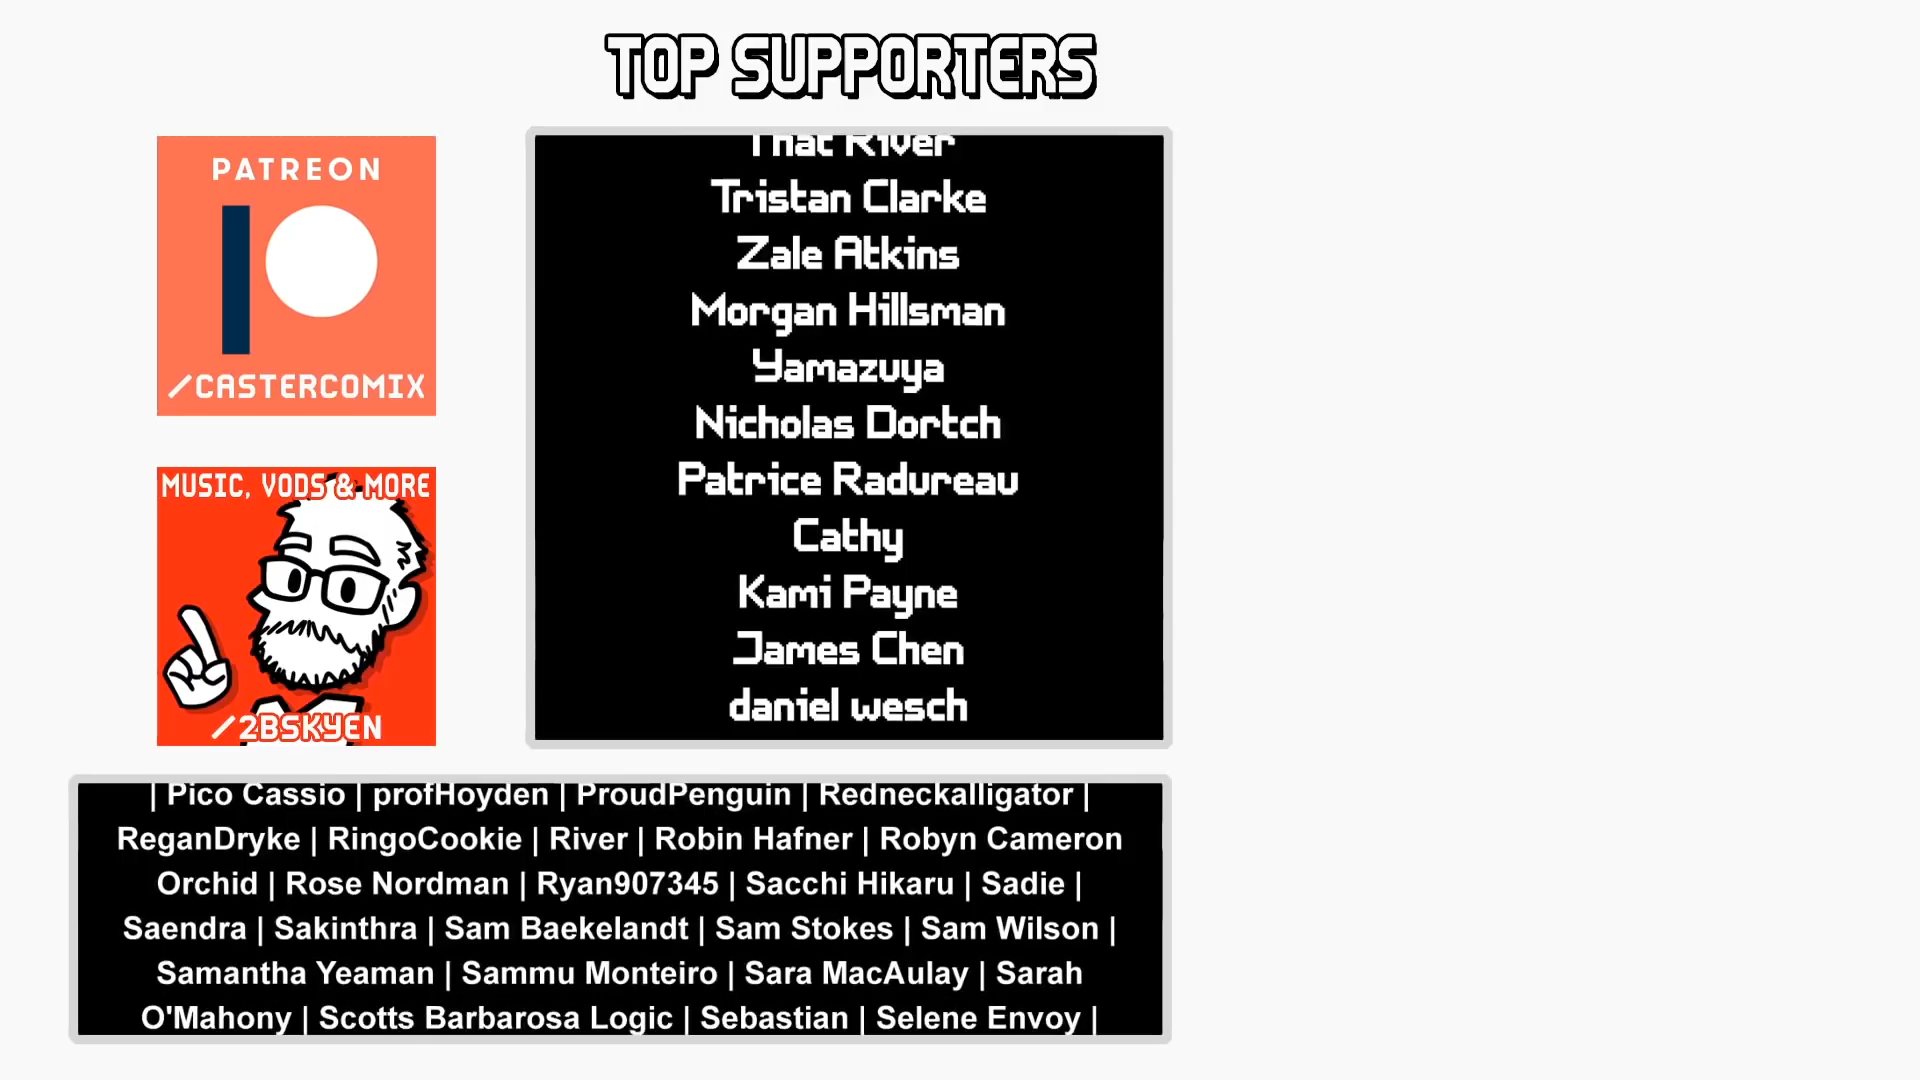 TOP SUPPORTERS
PATREON
/CASTERCOMIX
MUSIC, VODS & MORE
/2BSKYEN
That River
Tristan Clarke
Zale Atkins
Morgan Hillsman
Yamazuya
Nicholas Dortch
Patrice Radureau
Cathy
Kami Payne
James Chen
daniel wesch
| Pico Cassio | profHoyden | ProudPenguin | Redneckalligator |
ReganDryke | RingoCookie | River | Robin Hafner | Robyn Cameron
Orchid | Rose Nordman | Ryan907345 | Sacchi Hikaru | Sadie |
Saendra | Sakinthra | Sam Baekelandt | Sam Stokes | Sam Wilson |
Samantha Yeaman | Sammu Monteiro | Sara MacAulay | Sarah
O'Mahony | Scotts Barbarosa Logic | Sebastian | Selene Envoy |